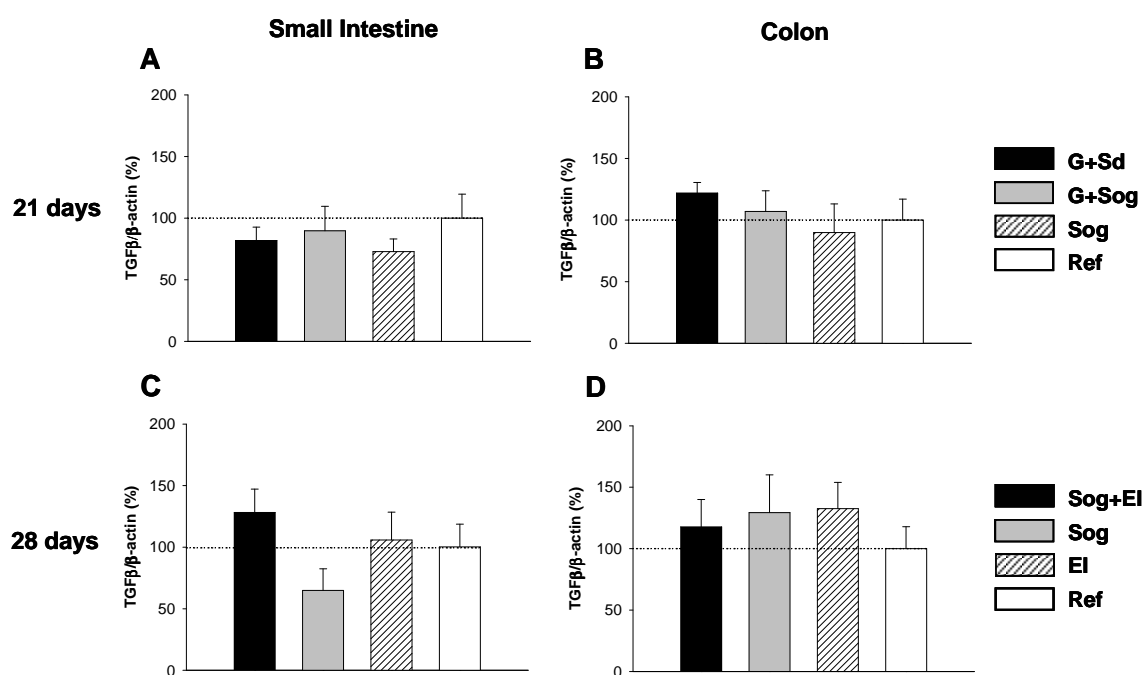 Small Intestine
Colon
A
B
200
150
100
50
0
TGFβ/β-actin (%)
200
150
100
50
0
TGFβ/β-actin (%)
21 days
G+Sd
G+Sog
Sog
Ref
C
D
200
150
100
50
0
TGFβ/β-actin (%)
200
150
100
50
0
TGFβ/β-actin (%)
28 days
Sog+EI
Sog
EI
Ref